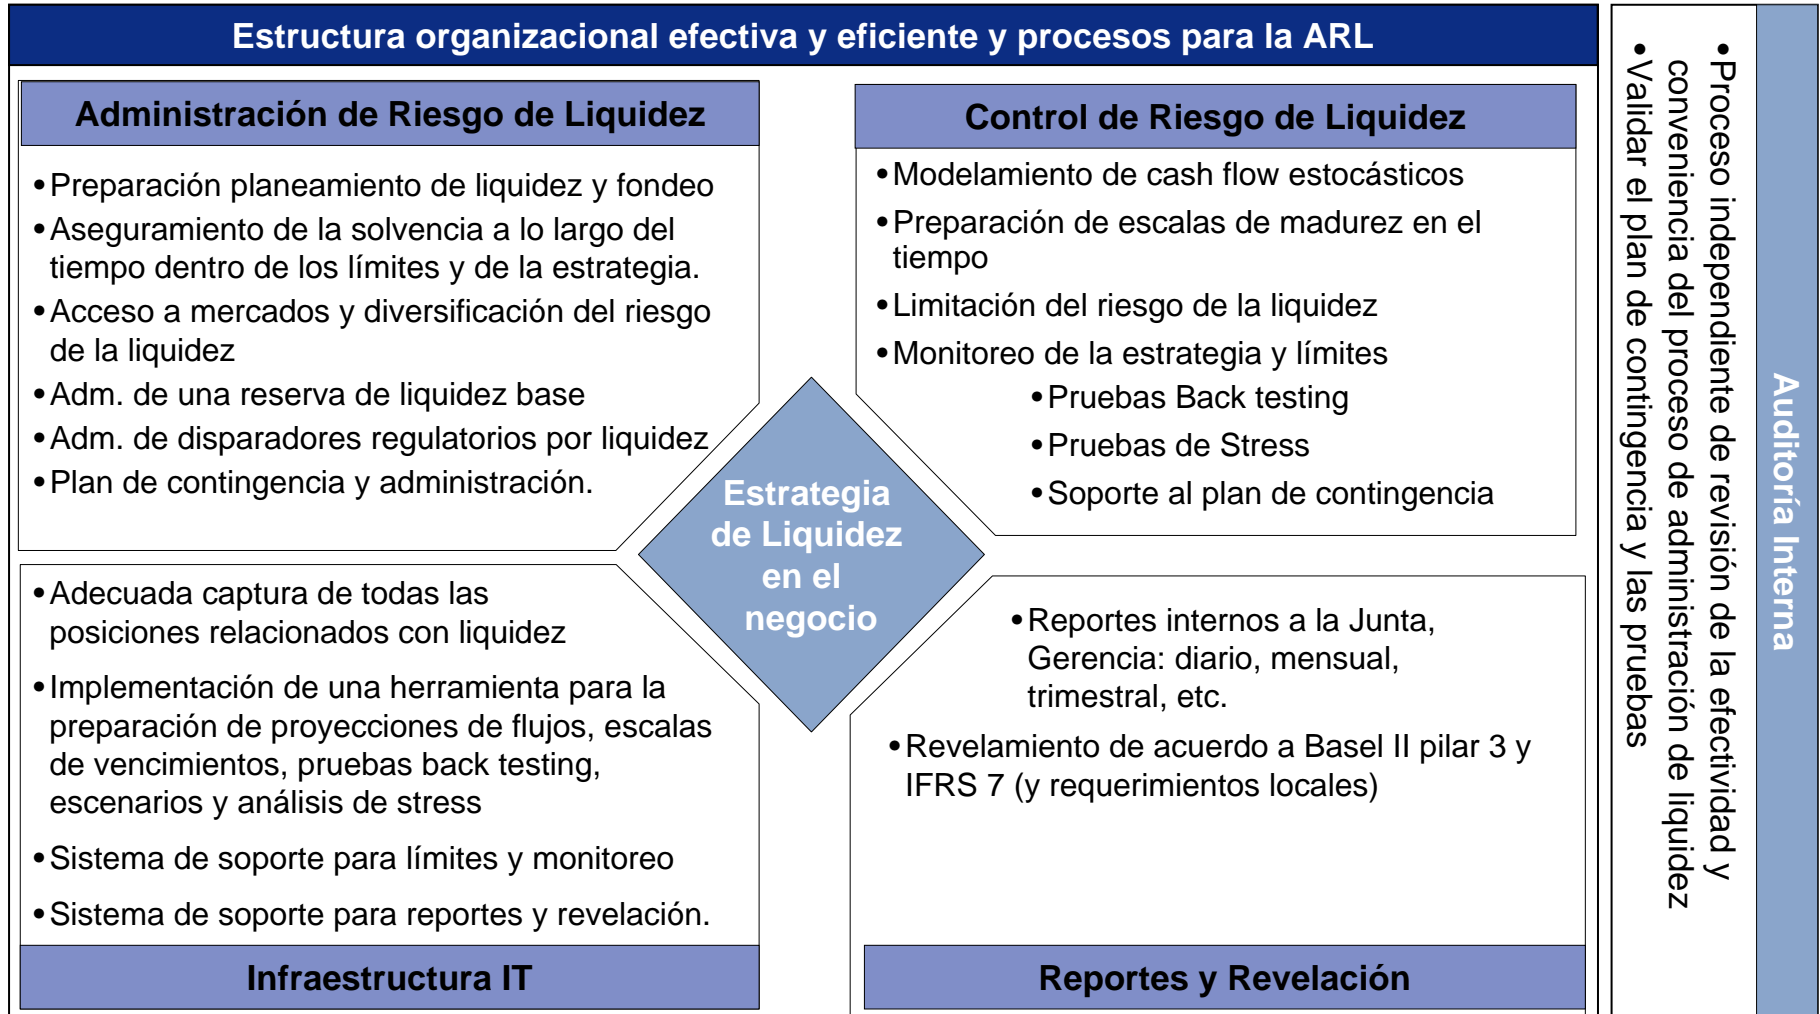 Estructura organizacional efectiva y eficiente y procesos para la ARL
Administración de Riesgo de Liquidez
•Preparación planeamiento de liquidez y fondeo
•Aseguramiento de la solvencia a lo largo del
tiempo dentro de los límites y de la estrategia.
•Acceso a mercados y diversificación del riesgo
de la liquidez
•Adm. de una reserva de liquidez base
•Adm. de disparadores regulatorios por liquidez
•Plan de contingencia y administración.
Control de Riesgo de Liquidez
•Modelamiento de cash flow estocásticos
•Preparación de escalas de madurez en el
tiempo
•Limitación del riesgo de la liquidez
•Monitoreo de la estrategia y límites
•Pruebas Back testing
•Pruebas de Stress
•Soporte al plan de contingencia
Estrategia
de Liquidez
en el
negocio
•Adecuada captura de todas las
posiciones relacionados con liquidez
•Implementación de una herramienta para la
preparación de proyecciones de flujos, escalas
de vencimientos, pruebas back testing,
escenarios y análisis de stress
•Sistema de soporte para límites y monitoreo
•Sistema de soporte para reportes y revelación.
Infraestructura IT
•Reportes internos a la Junta,
Gerencia: diario, mensual,
trimestral, etc.
•Revelamiento de acuerdo a Basel II pilar 3 y
IFRS 7 (y requerimientos locales)
Reportes y Revelación
Auditoría Interna
•Proceso independiente de revisión de la efectividad y
conveniencia del proceso de administración de liquidez
•Validar el plan de contingencia y las pruebas